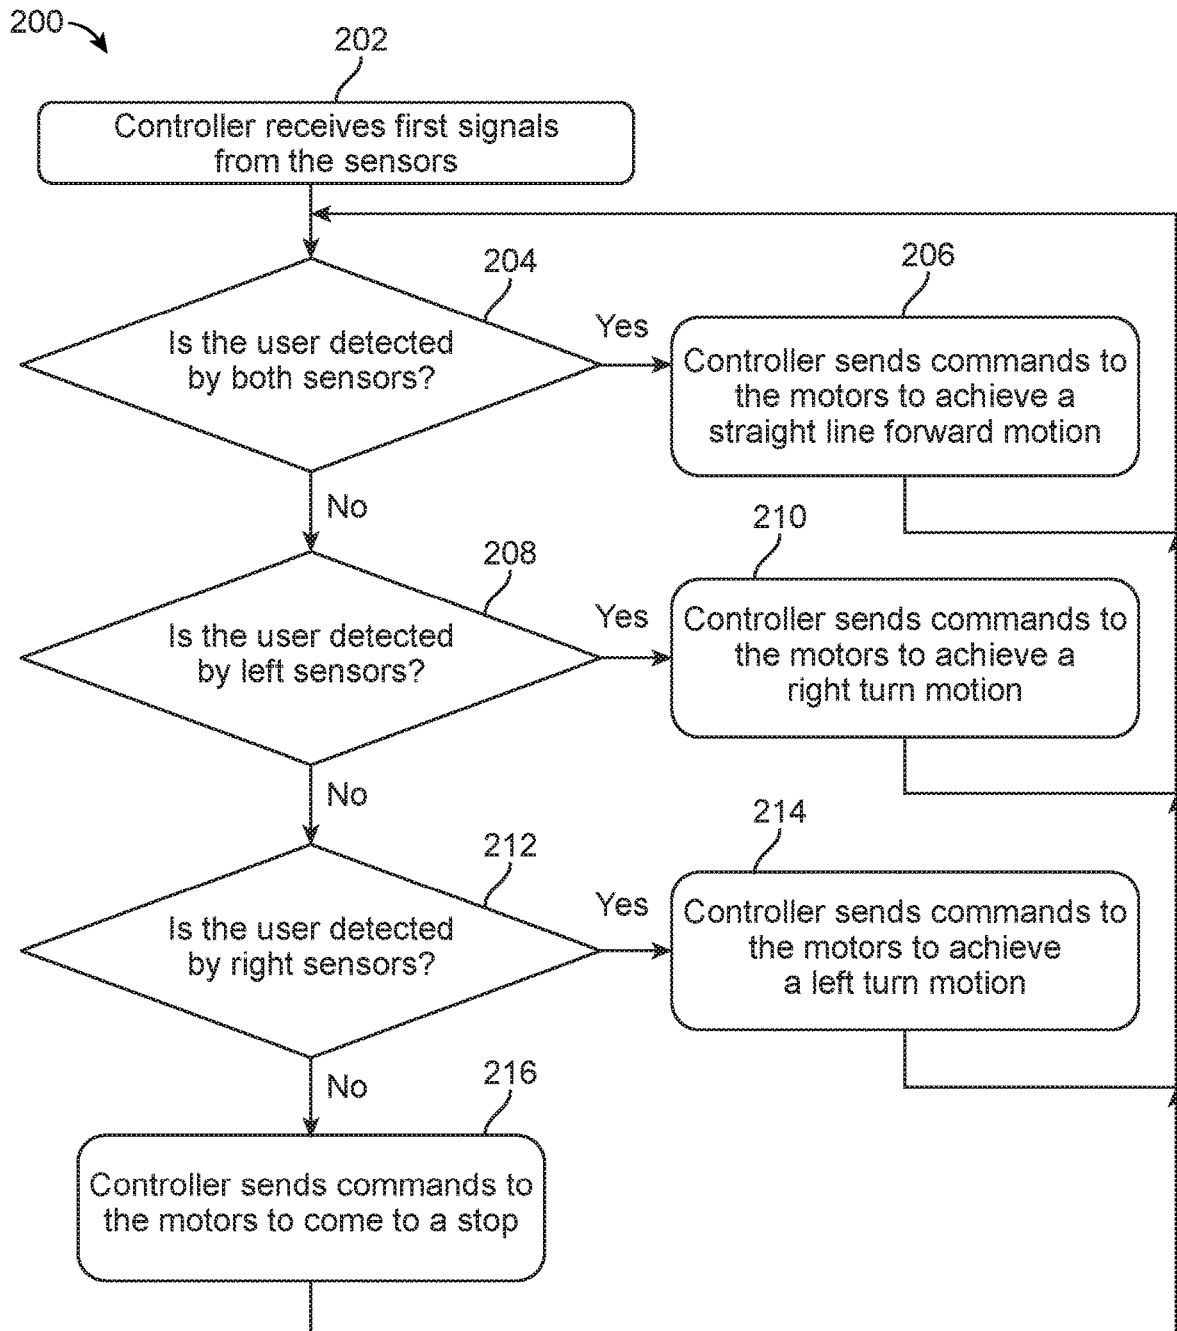 200
202
Controller receives first signals
from the sensors
204
Is the user detected
by both sensors?
Yes
206
Controller sends commands to
the motors to achieve a
straight line forward motion
No
208
Is the user detected
by left sensors?
Yes
210
Controller sends commands to
the motors to achieve a
right turn motion
No
212
Is the user detected
by right sensors?
Yes
214
Controller sends commands to
the motors to achieve
a left turn motion
No
216
Controller sends commands to
the motors to come to a stop